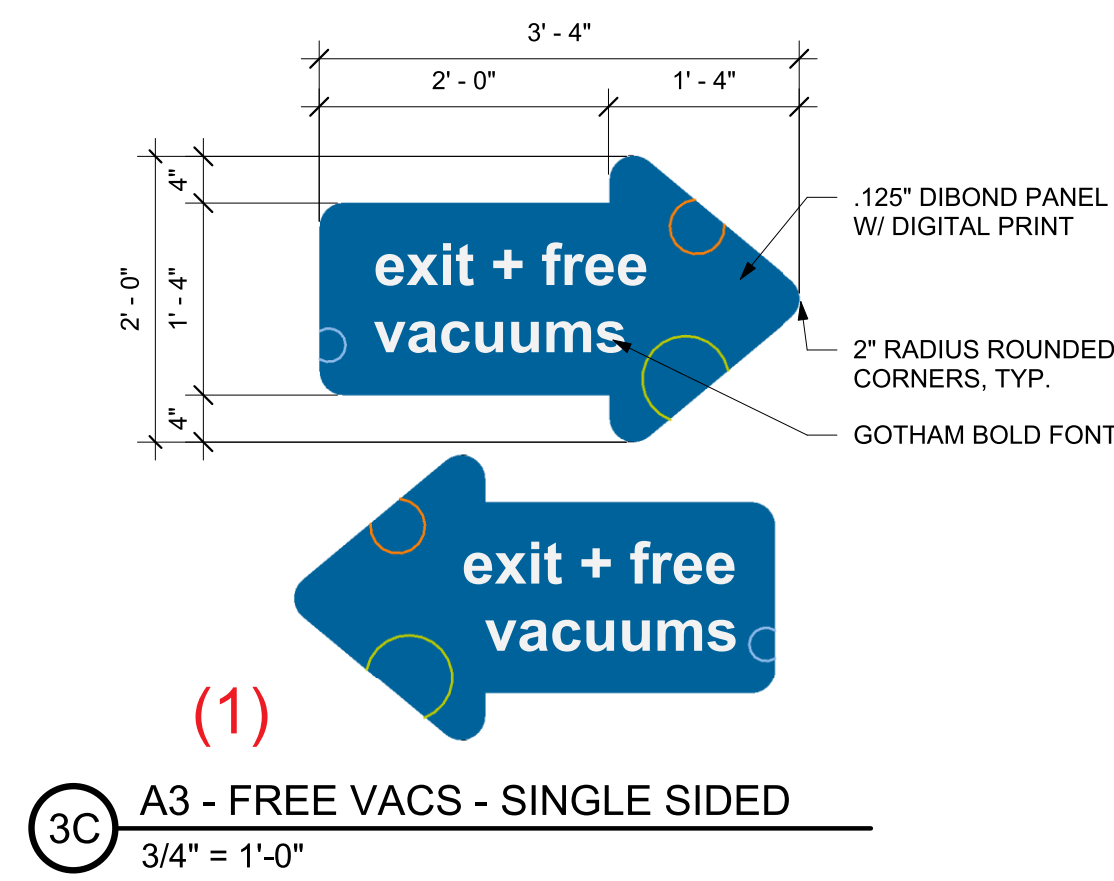 3' - 4"
2' - 0"
1' - 4"
4"
1' - 4"
2' - 0"
4"
exit + free
vacuums
.125" DIBOND PANEL
W/ DIGITAL PRINT
2" RADIUS ROUNDED
CORNERS, TYP.
GOTHAM BOLD FONT
exit + free
vacuums
(1)
3C
A3 - FREE VACS - SINGLE SIDED
3/4" = 1'-0"